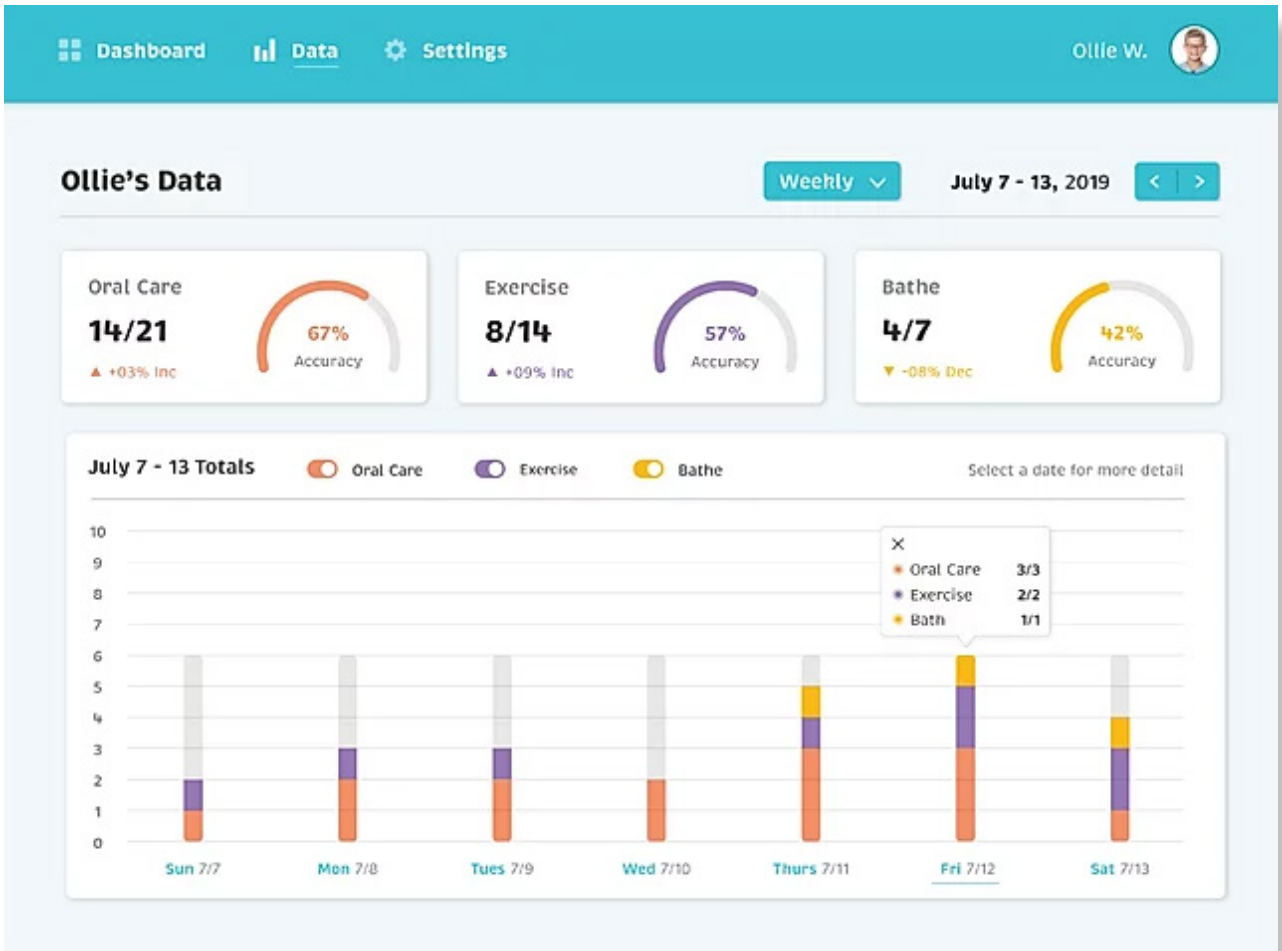 Dashboard Data Settings Ollie W.
Ollie's Data Weekly July 7 - 13, 2019 < >
Oral Care
14/21
▲ +03% Inc
67%
Accuracy
Exercise
8/14
▲ +09% Inc
57%
Accuracy
Bathe
4/7
▼ -08% Dec
42%
Accuracy
July 7 - 13 Totals Oral Care Exercise Bathe Select a date for more detail
10
9
8
7
6
5
4
3
2
1
0
Oral Care 3/3
Exercise 2/2
Bath 1/1
Sun 7/7 Mon 7/8 Tues 7/9 Wed 7/10 Thurs 7/11 Fri 7/12 Sat 7/13